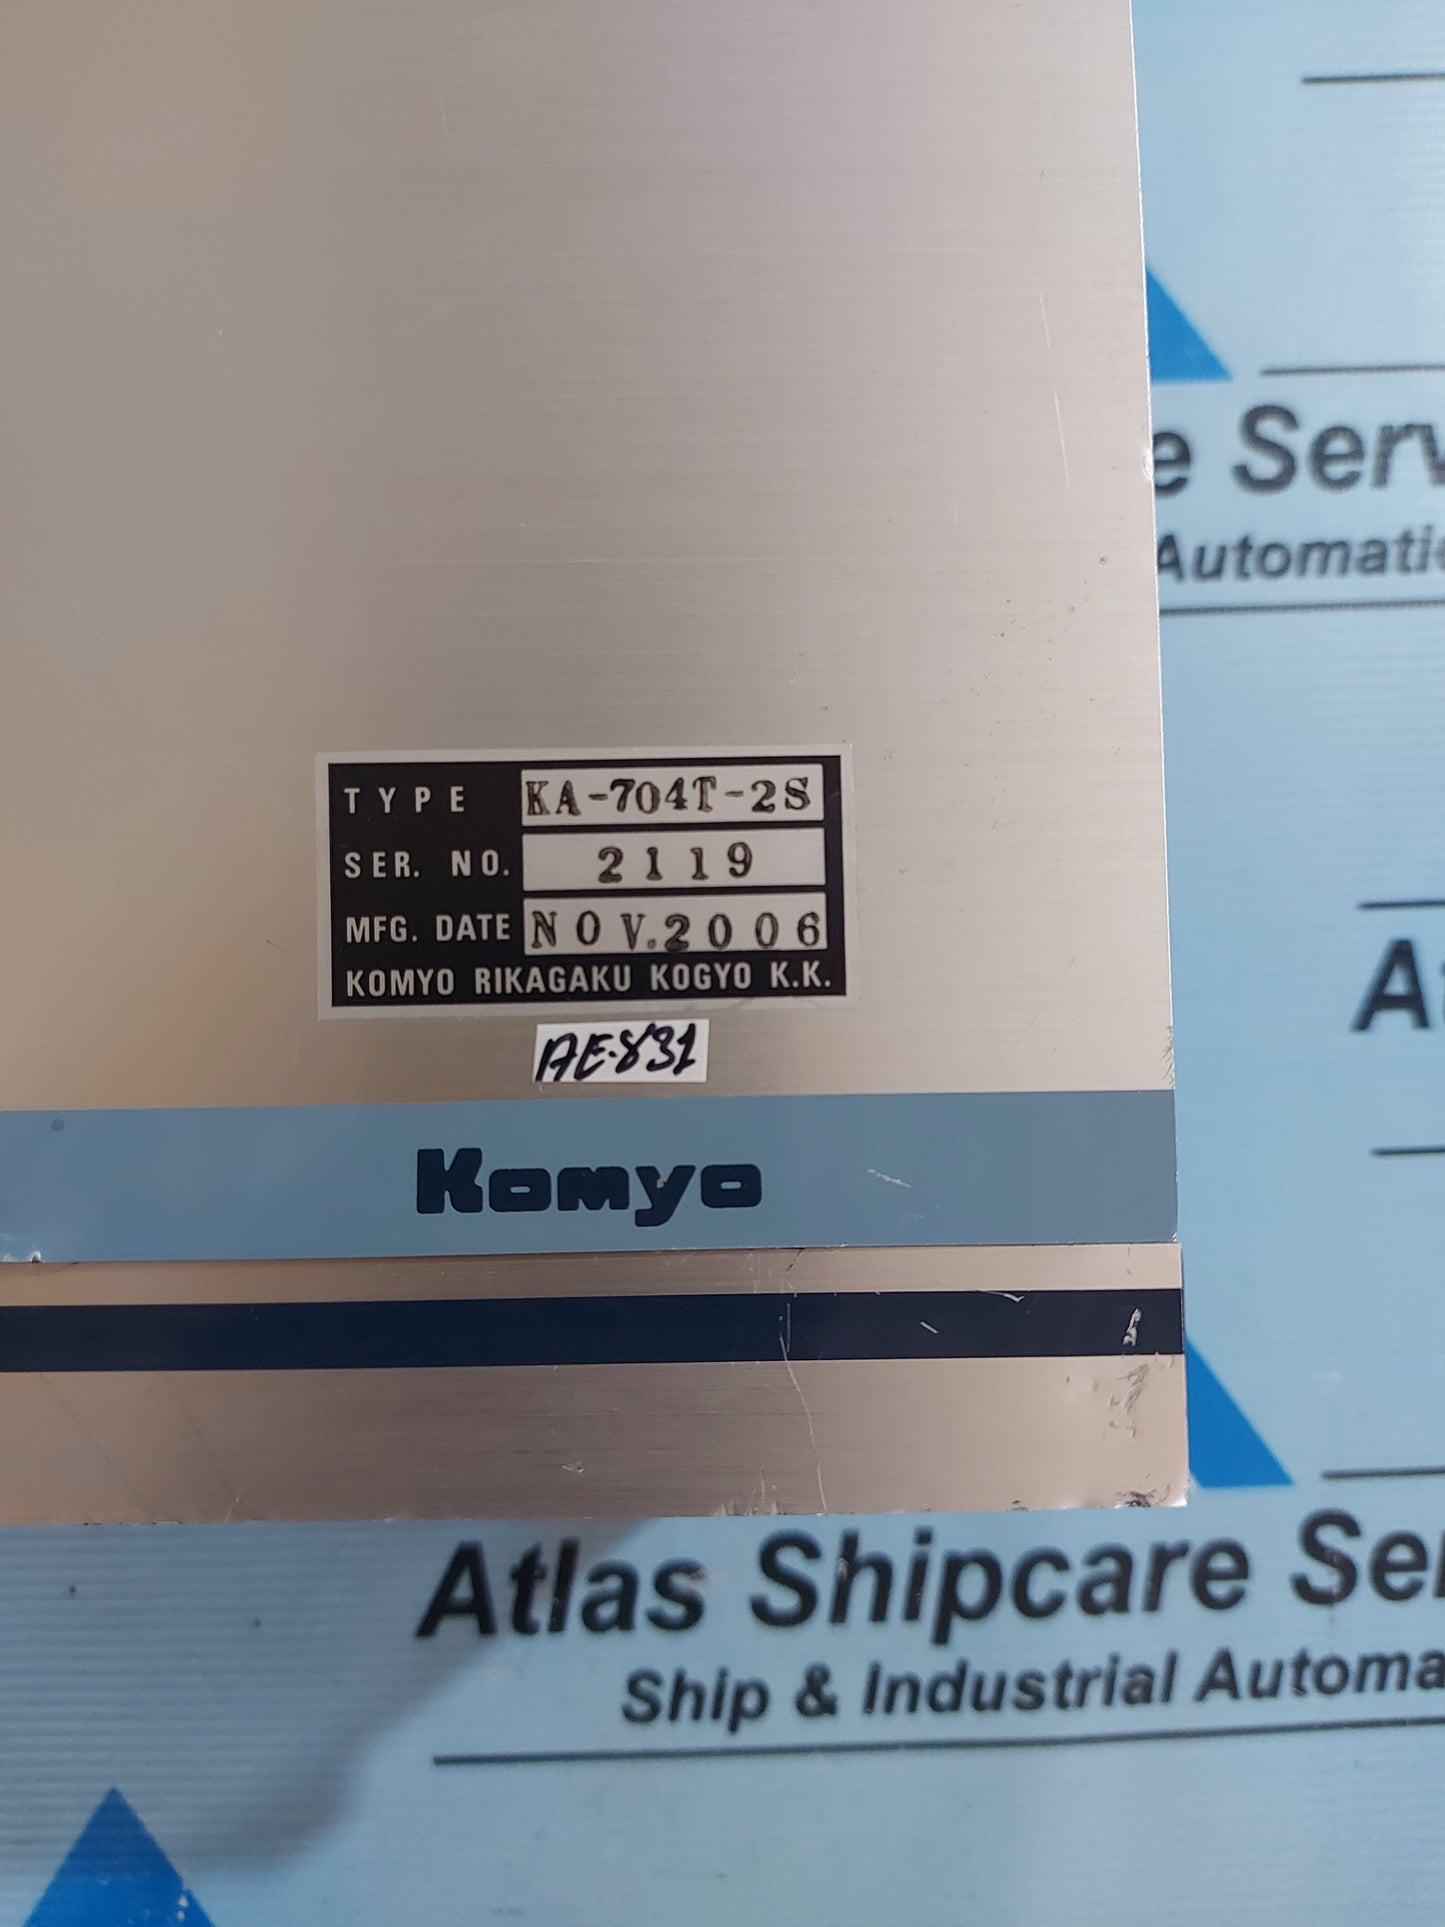 e Serv
Automatic
TYPE KA-704T-2S
SER. NO. 2119
MFG. DATE NOV.2006
KOMYO RIKAGAKU KOGYO K.K.
AE-831
At
Komyo
Atlas Shipcare Se
Ship & Industrial Automa